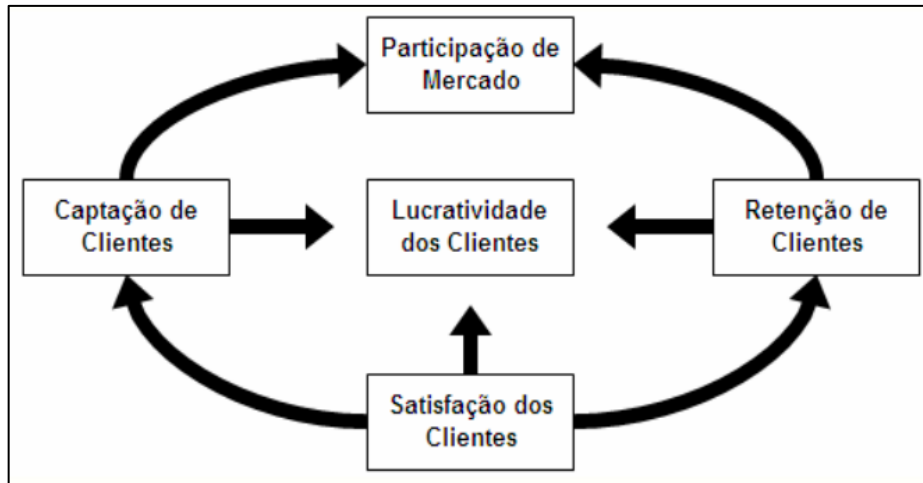 Participação de
Mercado
Captação de
Clientes
Lucratividade
dos Clientes
Retenção de
Clientes
Satisfação dos
Clientes